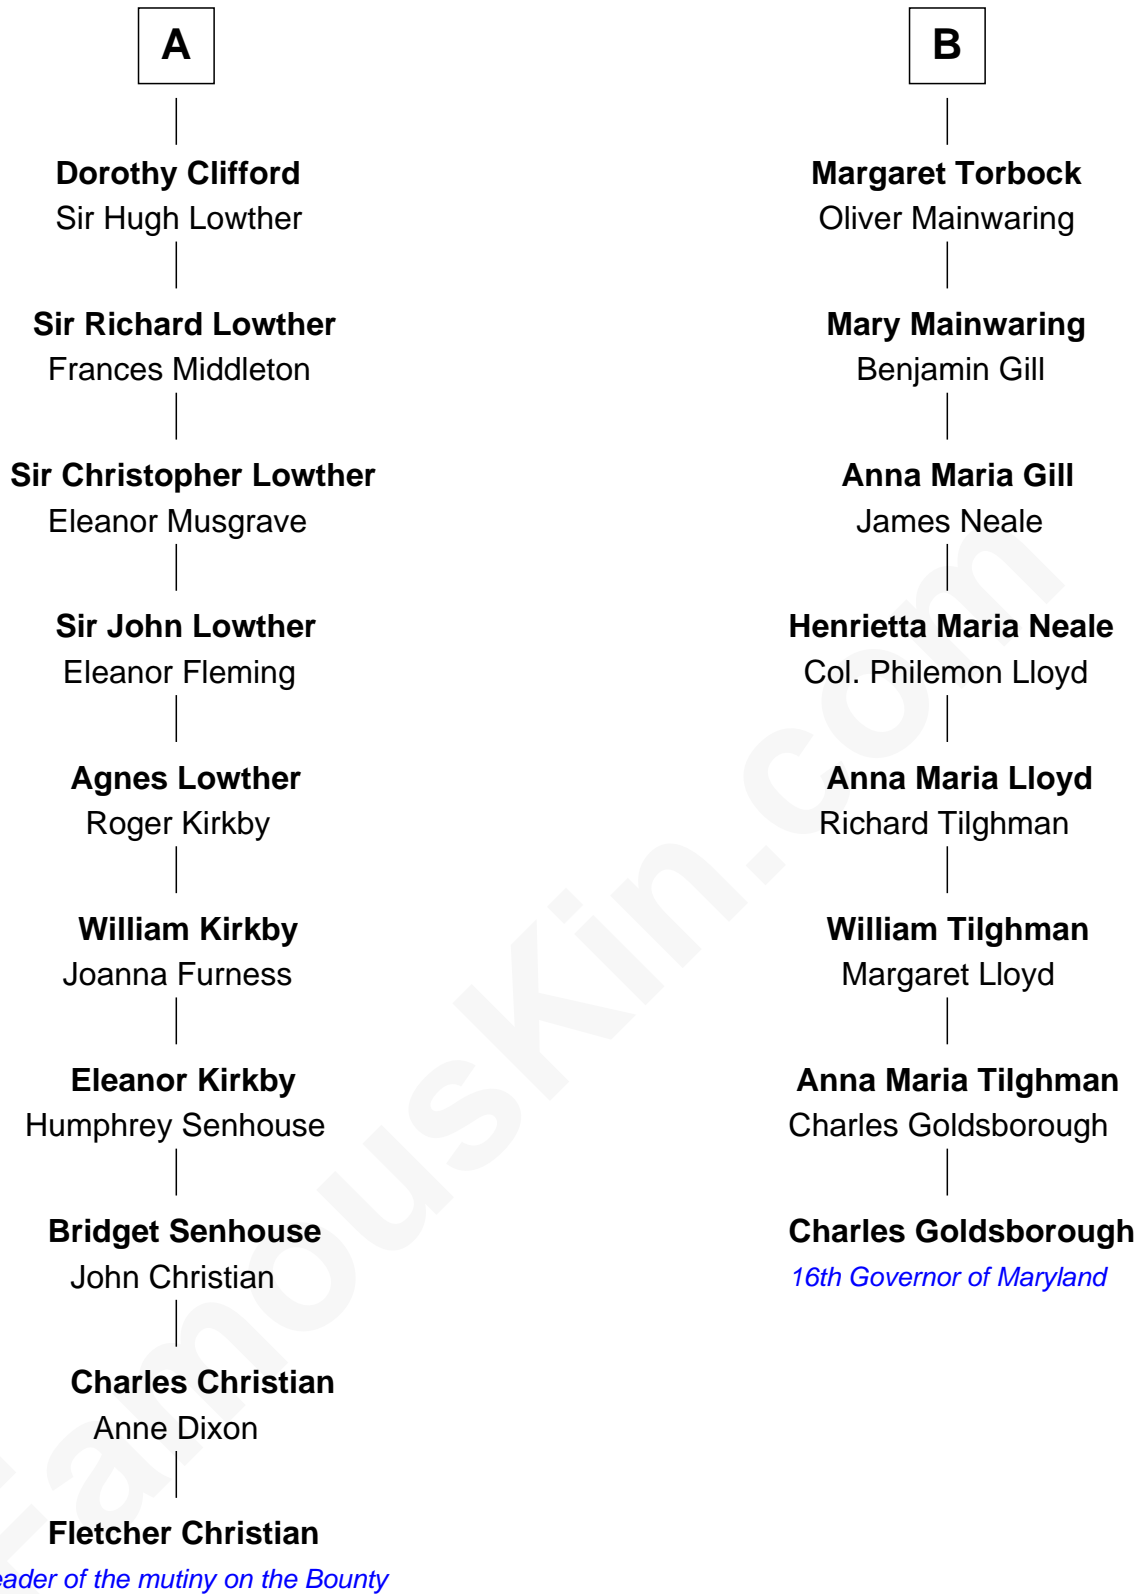 A
Dorothy Clifford
Sir Hugh Lowther
Sir Richard Lowther
Frances Middleton
Sir Christopher Lowther
Eleanor Musgrave
Sir John Lowther
Eleanor Fleming
Agnes Lowther
Roger Kirkby
William Kirkby
Joanna Furness
Eleanor Kirkby
Humphrey Senhouse
Bridget Senhouse
John Christian
Charles Christian
Anne Dixon
Fletcher Christian
eader of the mutiny on the Bounty
B
Margaret Torbock
Oliver Mainwaring
Mary Mainwaring
Benjamin Gill
Anna Maria Gill
James Neale
Henrietta Maria Neale
Col. Philemon Lloyd
Anna Maria Lloyd
Richard Tilghman
William Tilghman
Margaret Lloyd
Anna Maria Tilghman
Charles Goldsborough
Charles Goldsborough
16th Governor of Maryland
FamousKin.com